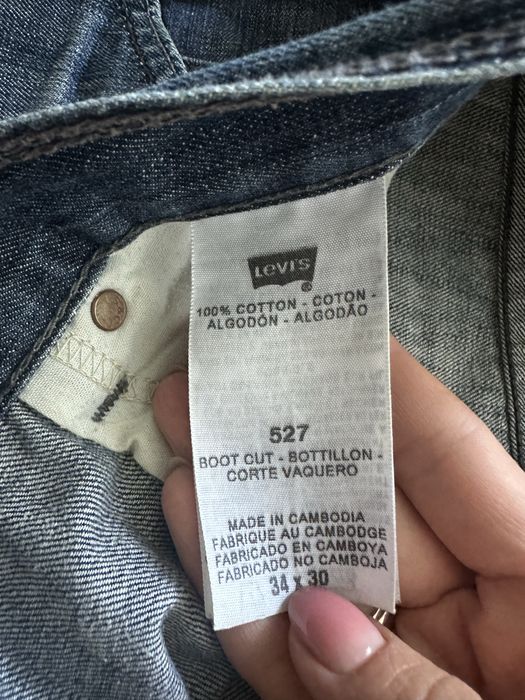 Levi's
®
100% COTTON - COTON -
ALGODÓN - ALGODÃO
527
BOOT CUT - BOTTILLON -
CORTE VAQUERO
MADE IN CAMBODIA
FABRIQUE AU CAMBODGE
FABRICADO EN CAMBOYA
FABRICADO NO CAMBOJA
34 x 30